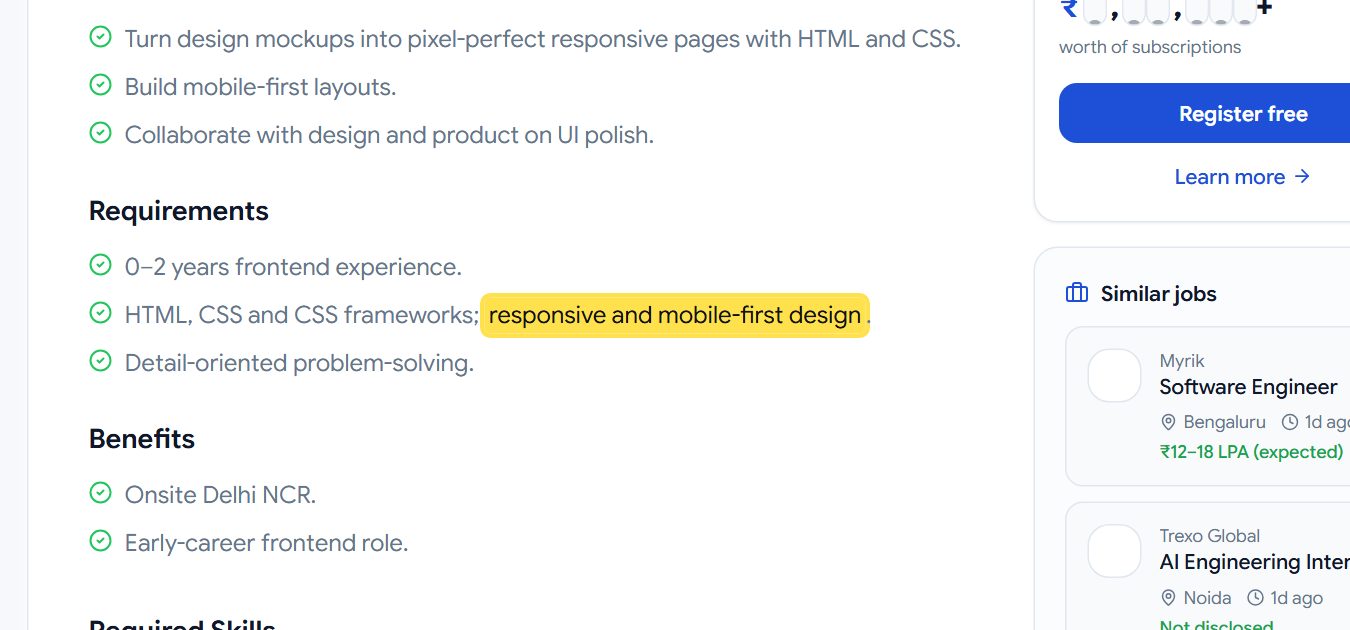 Turn design mockups into pixel-perfect responsive pages with HTML and CSS.
Build mobile-first layouts.
Collaborate with design and product on UI polish.
Requirements
0–2 years frontend experience.
HTML, CSS and CSS frameworks; responsive and mobile-first design.
Detail-oriented problem-solving.
Benefits
Onsite Delhi NCR.
Early-career frontend role.
Required Skills
worth of subscriptions
Register free
Learn more →
Similar jobs
Myrik
Software Engineer
Bengaluru 1d ago
₹12–18 LPA (expected)
Trexo Global
AI Engineering
Noida 1d ago
Not disclosed